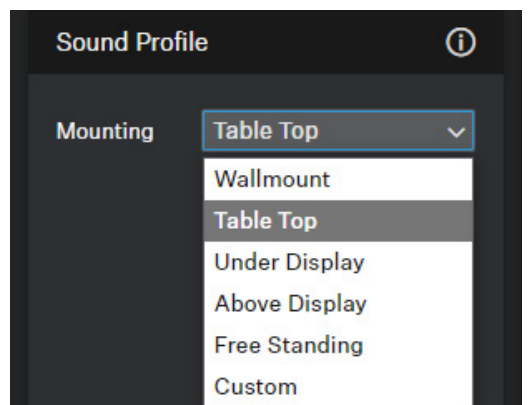 Sound Profile
Mounting Table Top
Wallmount
Table Top
Under Display
Above Display
Free Standing
Custom